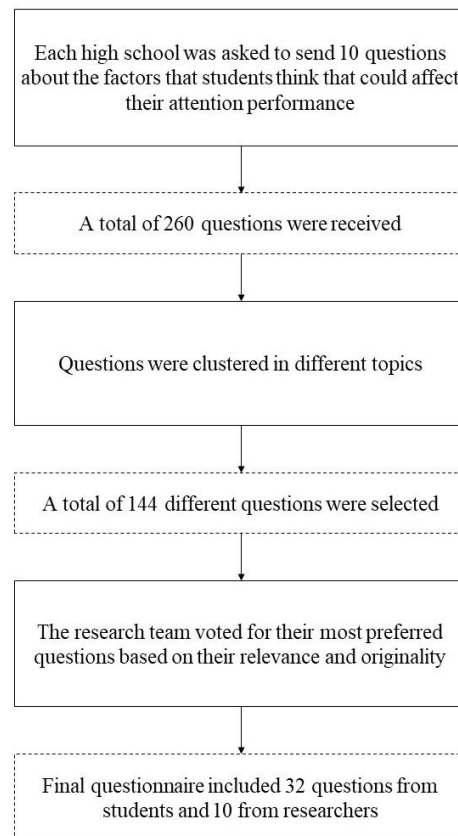 Each high school was asked to send 10 questions
about the factors that students think that could affect
their attention performance
A total of 260 questions were received
Questions were clustered in different topics
A total of 144 different questions were selected
The research team voted for their most preferred
questions based on their relevance and originality
Final questionnaire included 32 questions from
students and 10 from researchers